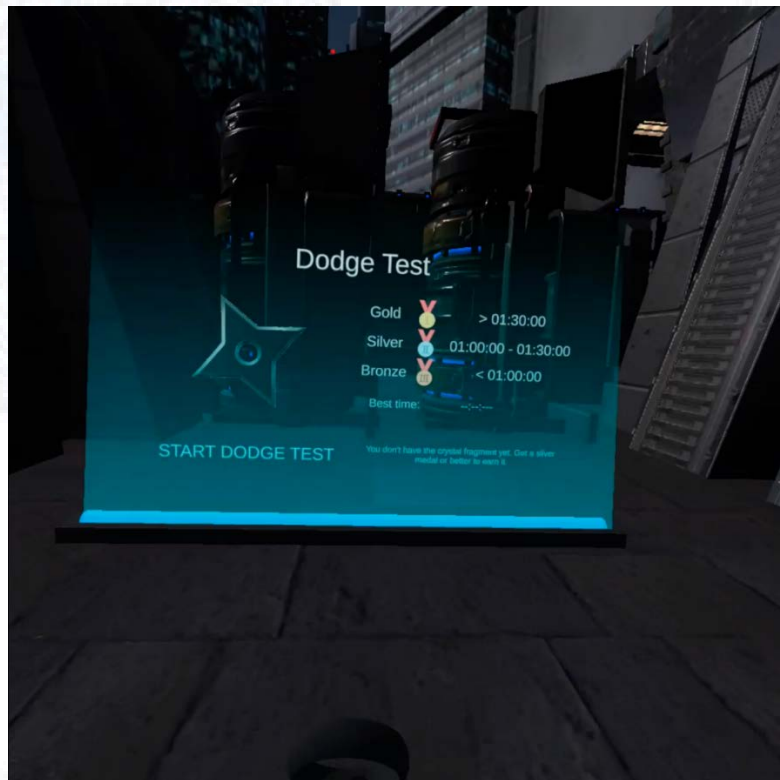 Dodge Test
Gold > 01:30:00
Silver 01:00:00 - 01:30:00
Bronze < 01:00:00
Best time: --:--:--
START DODGE TEST
You don't have the crystal fragment yet. Get a silver
medal or better to earn it.